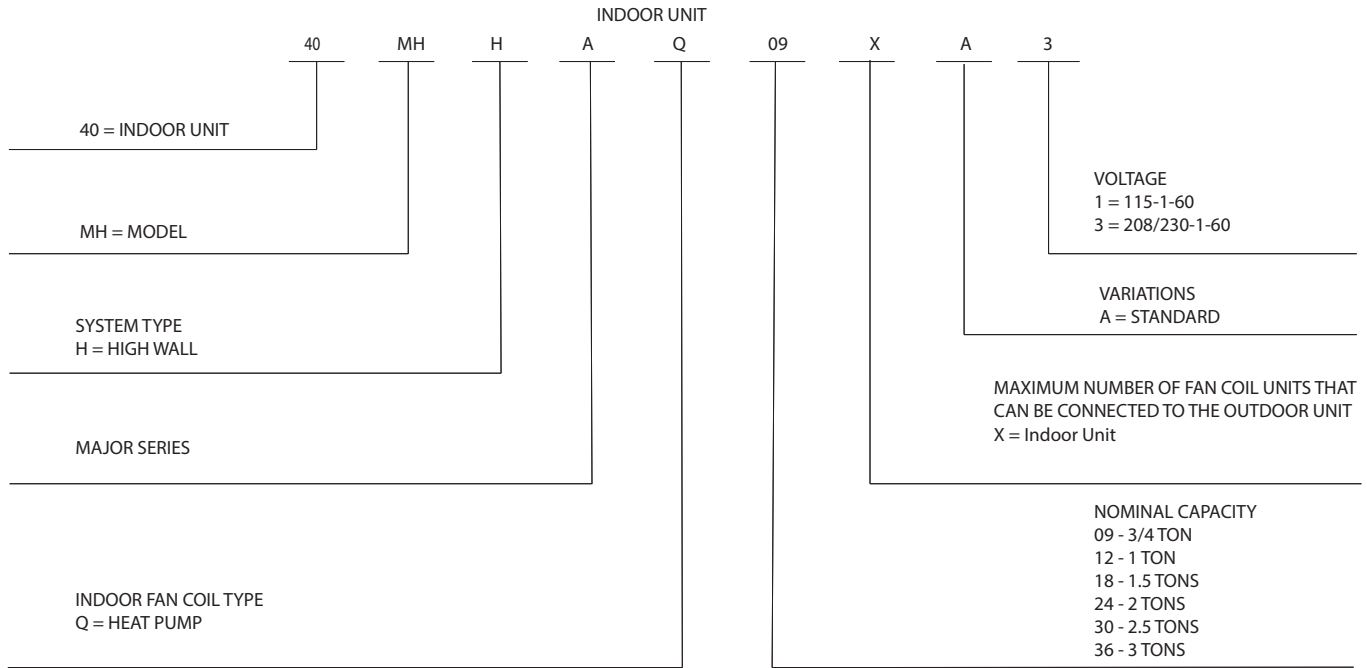 INDOOR UNIT
40 MH H A Q 09 X A 3
40 = INDOOR UNIT
MH = MODEL
SYSTEM TYPE
H = HIGH WALL
MAJOR SERIES
INDOOR FAN COIL TYPE
Q = HEAT PUMP
VOLTAGE
1 = 115-1-60
3 = 208/230-1-60
VARIATIONS
A = STANDARD
MAXIMUM NUMBER OF FAN COIL UNITS THAT
CAN BE CONNECTED TO THE OUTDOOR UNIT
X = Indoor Unit
NOMINAL CAPACITY
09 - 3/4 TON
12 - 1 TON
18 - 1.5 TONS
24 - 2 TONS
30 - 2.5 TONS
36 - 3 TONS